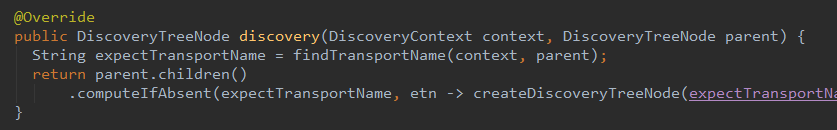 @Override
public DiscoveryTreeNode discovery(DiscoveryContext context, DiscoveryTreeNode parent) {
String expectTransportName = findTransportName(context, parent);
return parent.children()
.computeIfAbsent(expectTransportName, etn -> createDiscoveryTreeNode(
}